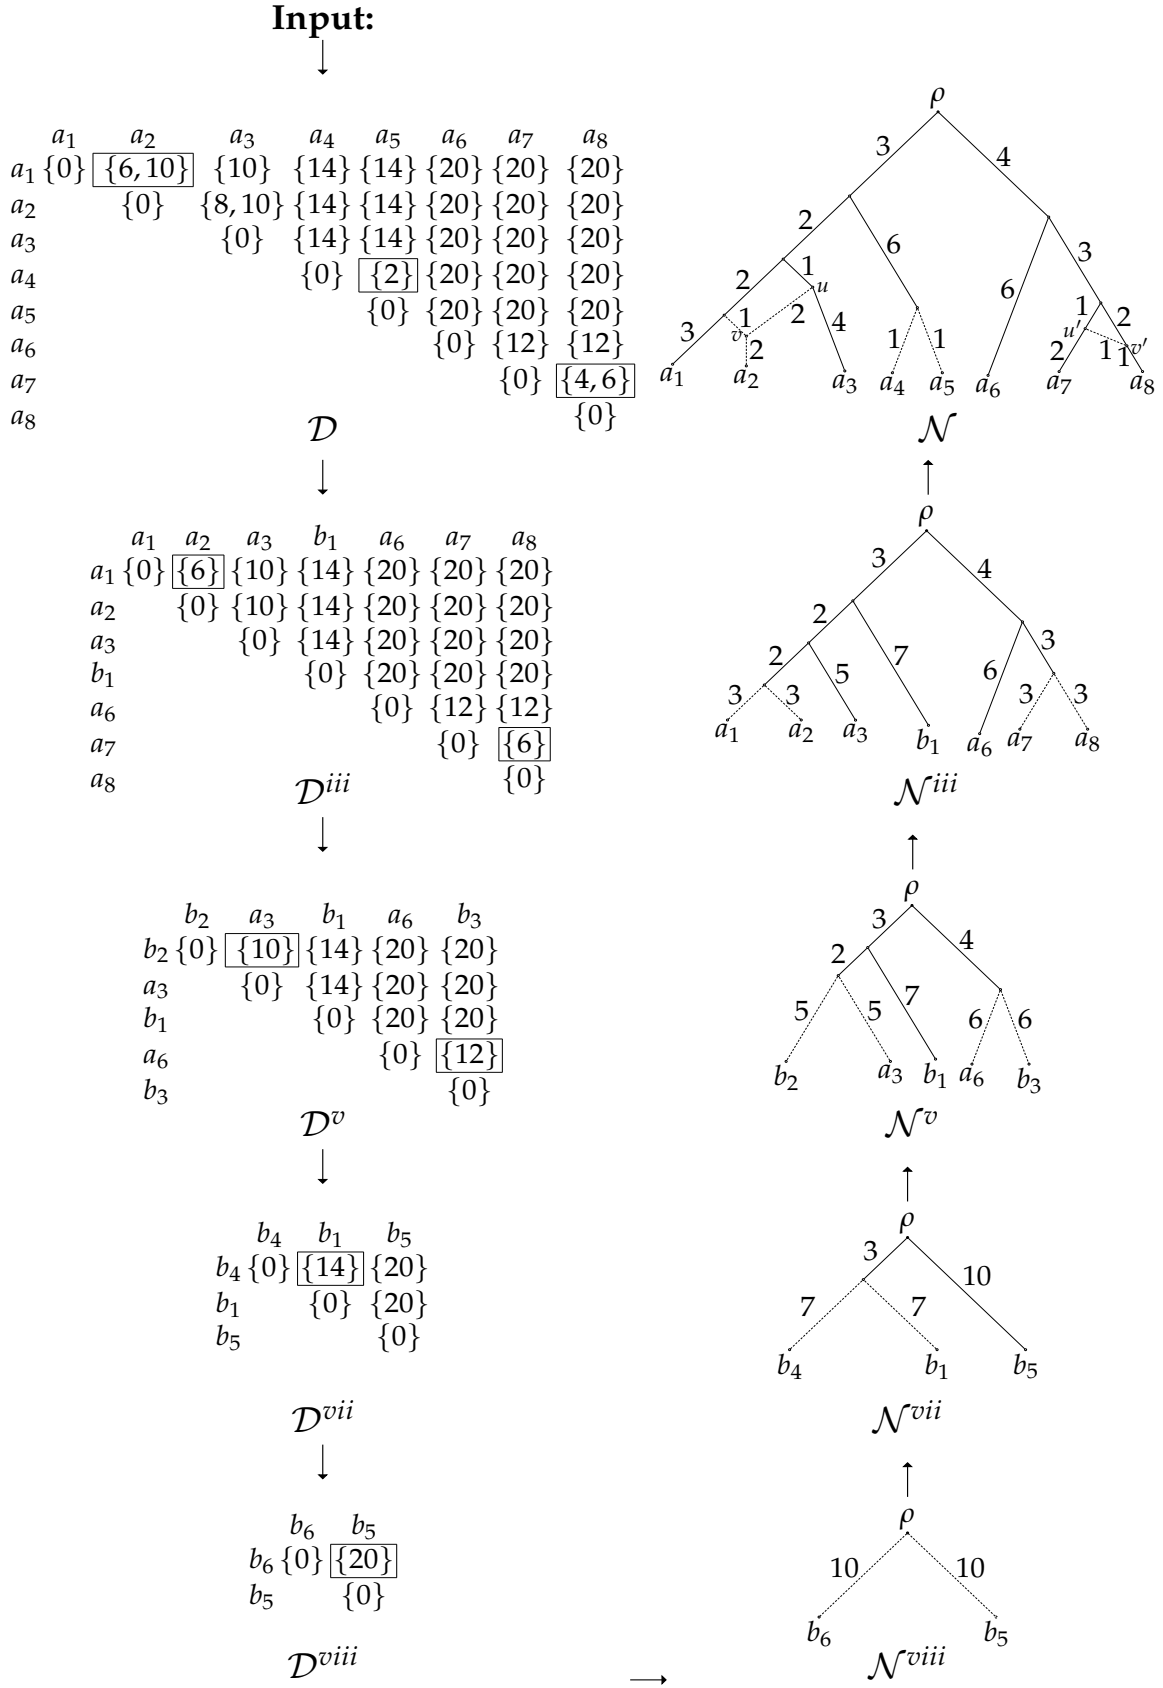 Input:
a₁ a₂ a₃ a₄ a₅ a₆ a₇ a₈
a₁ {0} {6, 10} {10} {14} {14} {20} {20} {20}
a₂ {0} {8, 10} {14} {14} {20} {20} {20}
a₃ {0} {14} {14} {20} {20} {20}
a₄ {0} {2} {20} {20} {20}
a₅ {0} {20} {20} {20}
a₆ {0} {12} {12}
a₇ {0} {4, 6}
a₈ {0}
𝒟
ρ
3 4
2 6 3
2 1 u 6 1 2
3 1 2 4 1 1 u′ 1 v′
v 2 2 1
a₁ a₂ a₃ a₄ a₅ a₆ a₇ a₈
𝒩
a₁ a₂ a₃ b₁ a₆ a₇ a₈
a₁ {0} {6} {10} {14} {20} {20} {20}
a₂ {0} {10} {14} {20} {20} {20}
a₃ {0} {14} {20} {20} {20}
b₁ {0} {20} {20} {20}
a₆ {0} {12} {12}
a₇ {0} {6}
a₈ {0}
𝒟ⁱⁱⁱ
ρ
3 4
2 3
2 5 7 6
3 3 3 3
a₁ a₂ a₃ b₁ a₆ a₇ a₈
𝒩ⁱⁱⁱ
b₂ a₃ b₁ a₆ b₃
b₂ {0} {10} {14} {20} {20}
a₃ {0} {14} {20} {20}
b₁ {0} {20} {20}
a₆ {0} {12}
b₃ {0}
𝒟ᵛ
ρ
3 4
2
5 5 7 6 6
b₂ a₃ b₁ a₆ b₃
𝒩ᵛ
b₄ b₁ b₅
b₄ {0} {14} {20}
b₁ {0} {20}
b₅ {0}
𝒟ᵛⁱⁱ
ρ
3 10
7 7
b₄ b₁ b₅
𝒩ᵛⁱⁱ
b₆ b₅
b₆ {0} {20}
b₅ {0}
𝒟ᵛⁱⁱⁱ
ρ
10 10
b₆ b₅
𝒩ᵛⁱⁱⁱ